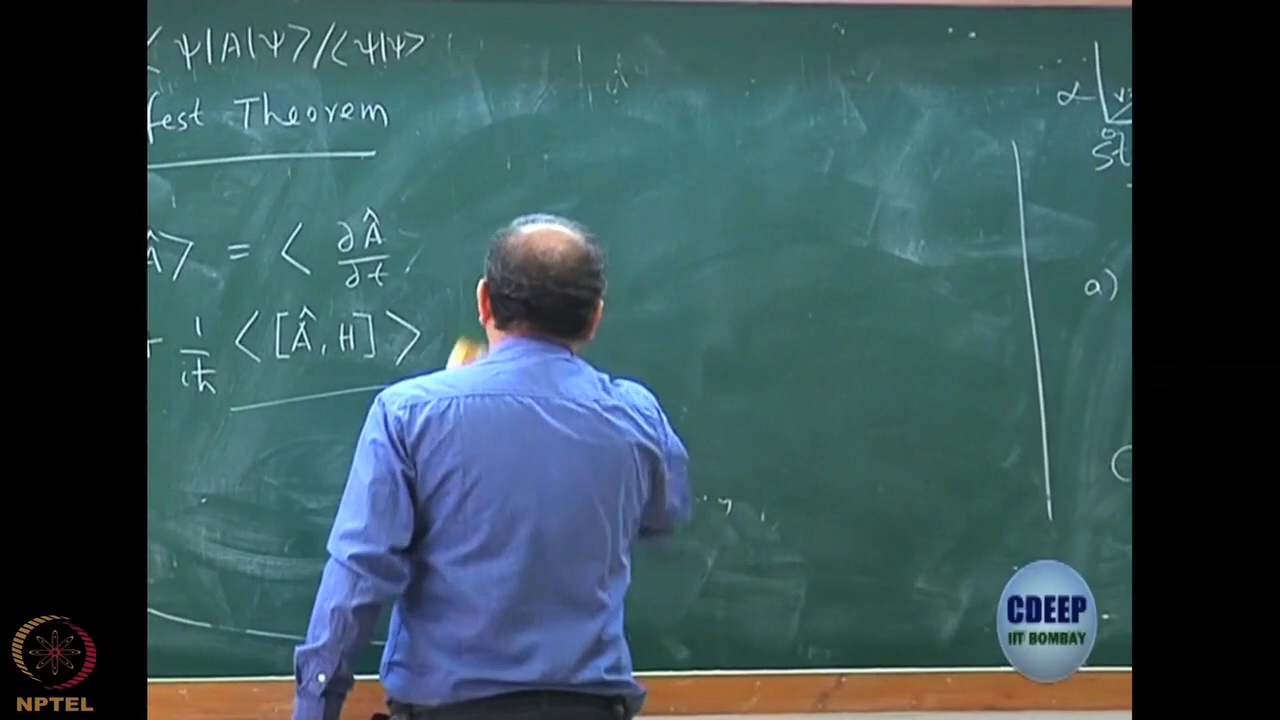 ⟨Ψ|A|Ψ⟩/⟨Ψ|Ψ⟩
fest Theorem
Â⟩ = ⟨ ∂Â/∂t
+ 1/iħ ⟨[Â, H]⟩
α
a)
CDEEP
IIT BOMBAY
NPTEL